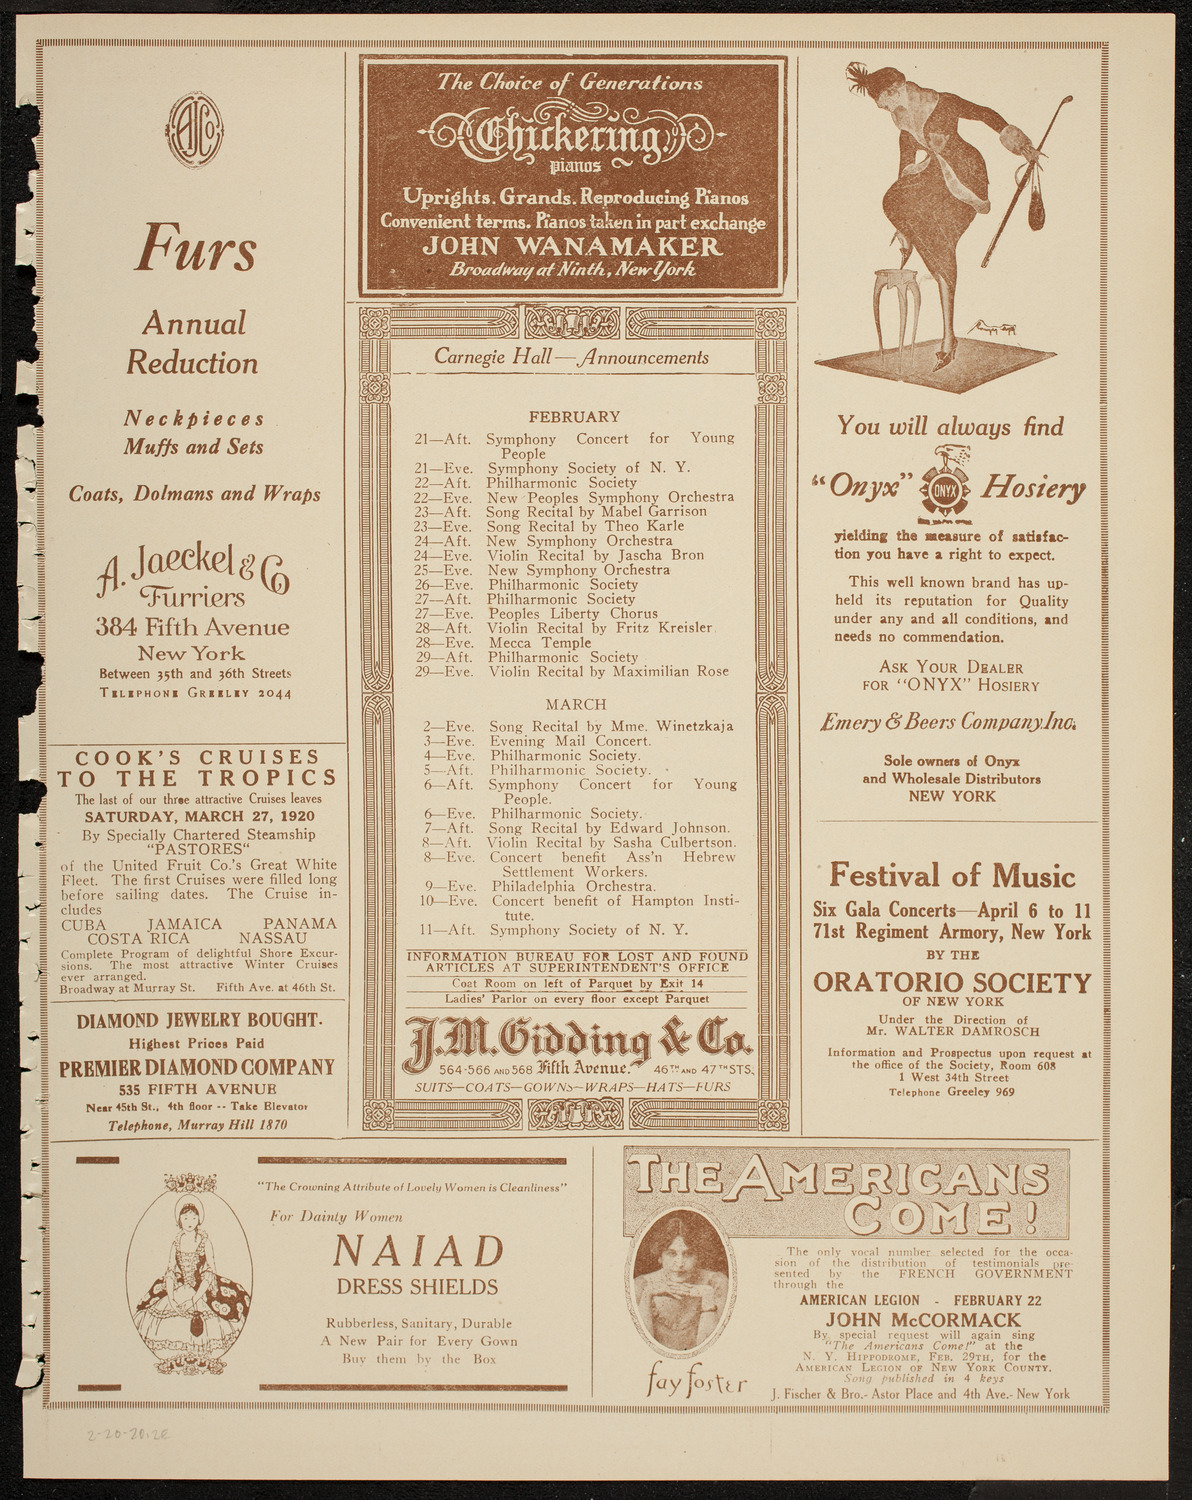 AJCo
Furs
Annual
Reduction
Neckpieces
Muffs and Sets
Coats, Dolmans and Wraps
A. Jaeckel & Co
Furriers
384 Fifth Avenue
New York
Between 35th and 36th Streets
TELEPHONE GREELEY 2044
COOK'S CRUISES
TO THE TROPICS
The last of our three attractive Cruises leaves
SATURDAY, MARCH 27, 1920
By Specially Chartered Steamship
"PASTORES"
of the United Fruit Co.'s Great White
Fleet. The first Cruises were filled long
before sailing dates. The Cruise in-
cludes
CUBA JAMAICA PANAMA
COSTA RICA NASSAU
Complete Program of delightful Shore Excur-
sions. The most attractive Winter Cruises
ever arranged.
Broadway at Murray St. Fifth Ave. at 46th St.
DIAMOND JEWELRY BOUGHT.
Highest Prices Paid
PREMIER DIAMOND COMPANY
535 FIFTH AVENUE
Near 45th St., 4th floor -- Take Elevator
Telephone, Murray Hill 1870
The Choice of Generations
Chickering
pianos
Uprights. Grands. Reproducing Pianos
Convenient terms. Pianos taken in part exchange
JOHN WANAMAKER
Broadway at Ninth, New York
Carnegie Hall—Announcements
FEBRUARY
21—Aft. Symphony Concert for Young
People
21—Eve. Symphony Society of N. Y.
22—Aft. Philharmonic Society
22—Eve. New Peoples Symphony Orchestra
23—Aft. Song Recital by Mabel Garrison
23—Eve. Song Recital by Theo Karle
24—Aft. New Symphony Orchestra
24—Eve. Violin Recital by Jascha Bron
25—Eve. New Symphony Orchestra
26—Eve. Philharmonic Society
27—Aft. Philharmonic Society
27—Eve. Peoples Liberty Chorus
28—Aft. Violin Recital by Fritz Kreisler
28—Eve. Mecca Temple
29—Aft. Philharmonic Society
29—Eve. Violin Recital by Maximilian Rose
MARCH
2—Eve. Song Recital by Mme. Winetzkaja
3—Eve. Evening Mail Concert.
4—Eve. Philharmonic Society.
5—Aft. Philharmonic Society.
6—Aft. Symphony Concert for Young
People.
6—Eve. Philharmonic Society.
7—Aft. Song Recital by Edward Johnson.
8—Aft. Violin Recital by Sasha Culbertson.
8—Eve. Concert benefit Ass'n Hebrew
Settlement Workers.
9—Eve. Philadelphia Orchestra.
10—Eve. Concert benefit of Hampton Insti-
tute.
11—Aft. Symphony Society of N. Y.
INFORMATION BUREAU FOR LOST AND FOUND
ARTICLES AT SUPERINTENDENT'S OFFICE
Coat Room on left of Parquet by Exit 14
Ladies' Parlor on every floor except Parquet
J.M. Gidding & Co.
564-566 AND 568 Fifth Avenue. 46TH AND 47TH STS.
SUITS—COATS—GOWNS—WRAPS—HATS—FURS
You will always find
"Onyx" ONYX Hosiery
yielding the measure of satisfac-
tion you have a right to expect.
This well known brand has up-
held its reputation for Quality
under any and all conditions, and
needs no commendation.
ASK YOUR DEALER
FOR "ONYX" HOSIERY
Emery & Beers Company, Inc.
Sole owners of Onyx
and Wholesale Distributors
NEW YORK
Festival of Music
Six Gala Concerts—April 6 to 11
71st Regiment Armory, New York
BY THE
ORATORIO SOCIETY
OF NEW YORK
Under the Direction of
Mr. WALTER DAMROSCH
Information and Prospectus upon request at
the office of the Society, Room 608
1 West 34th Street
Telephone Greeley 969
"The Crowning Attribute of Lovely Women is Cleanliness"
For Dainty Women
NAIAD
DRESS SHIELDS
Rubberless, Sanitary, Durable
A New Pair for Every Gown
Buy them by the Box
THE AMERICANS
COME!
fay foster
The only vocal number selected for the occa-
sion of the distribution of testimonials pre-
sented by the FRENCH GOVERNMENT
through the
AMERICAN LEGION - FEBRUARY 22
JOHN McCORMACK
By special request will again sing
"The Americans Come!" at the
N. Y. HIPPODROME, FEB. 29TH, for the
AMERICAN LEGION OF NEW YORK COUNTY.
Song published in 4 keys
J. Fischer & Bro.- Astor Place and 4th Ave.- New York
2-20-20.2E